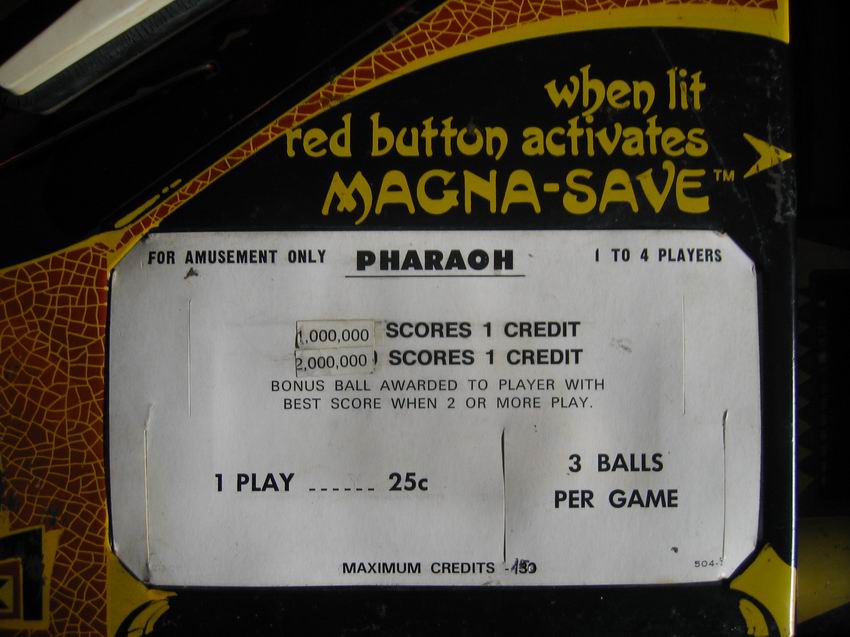 when lit
red button activates
MAGNA-SAVE™
FOR AMUSEMENT ONLY PHARAOH 1 TO 4 PLAYERS
1,000,000 SCORES 1 CREDIT
2,000,000 SCORES 1 CREDIT
BONUS BALL AWARDED TO PLAYER WITH
BEST SCORE WHEN 2 OR MORE PLAY.
1 PLAY ...... 25c
3 BALLS
PER GAME
MAXIMUM CREDITS